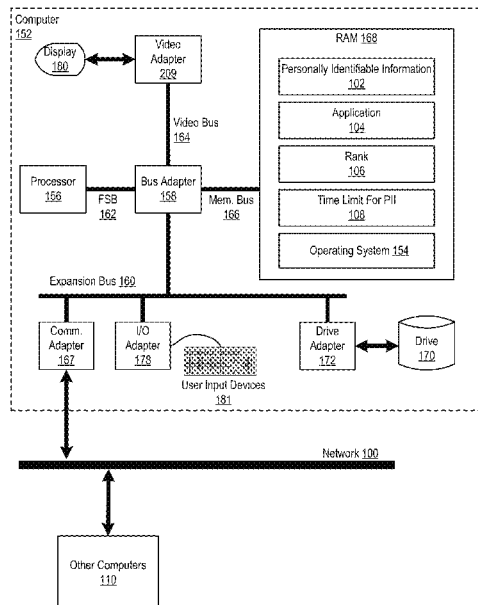 Computer
152
Display
180
Video
Adapter
209
RAM 168
Personally Identifiable Information
102
Application
104
Rank
106
Time Limit For PII
108
Operating System 154
Video Bus
164
Processor
156
FSB
162
Bus Adapter
158
Mem. Bus
166
Expansion Bus 160
Comm.
Adapter
167
I/O
Adapter
178
User Input Devices
181
Drive
Adapter
172
Drive
170
Network 100
Other Computers
110